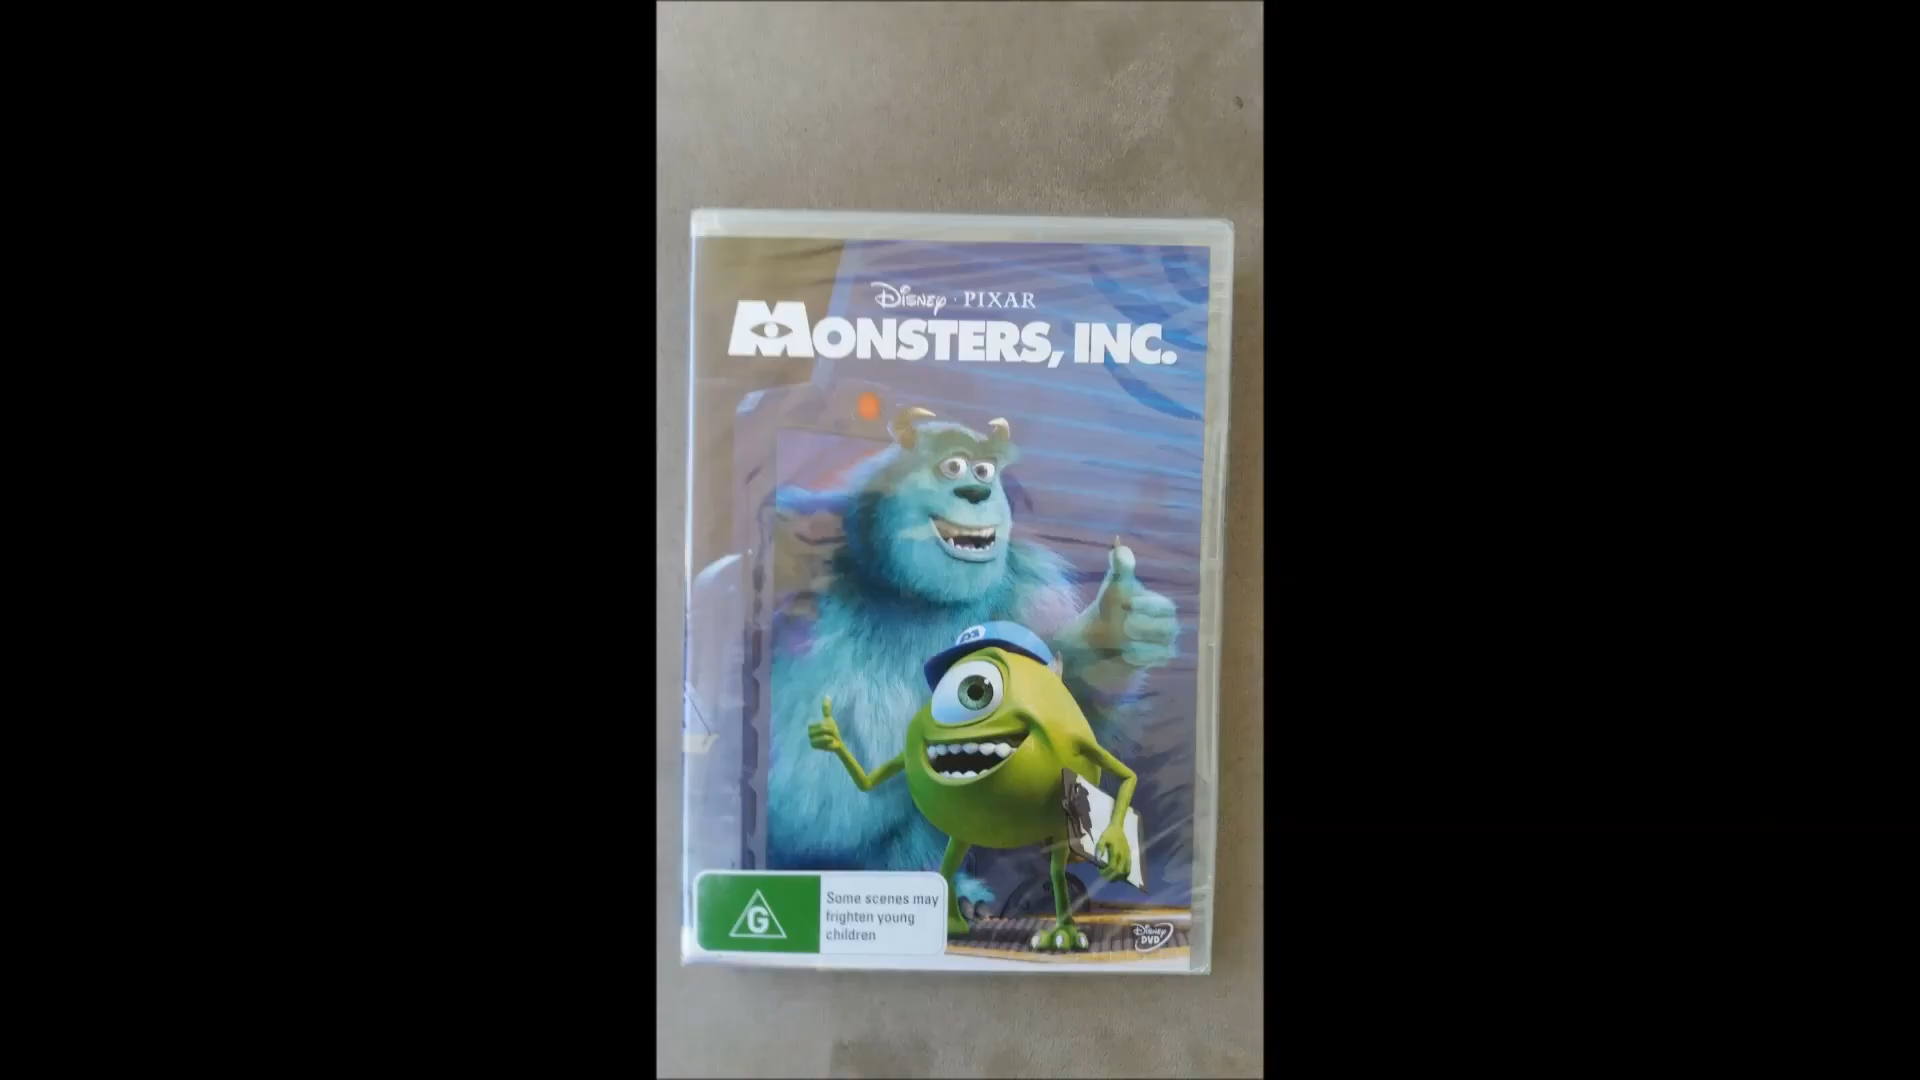 Disney · PIXAR
MONSTERS, INC.
G
Some scenes may
frighten young
children
Disney
DVD